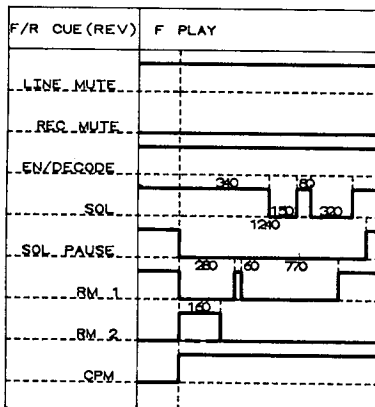 F/R CUE(REV) F PLAY
LINE MUTE
REC MUTE
EN/DECODE
340 80
SOL 150 320
1240
SOL PAUSE
280 60 770
RM 1
160
RM 2
CPM